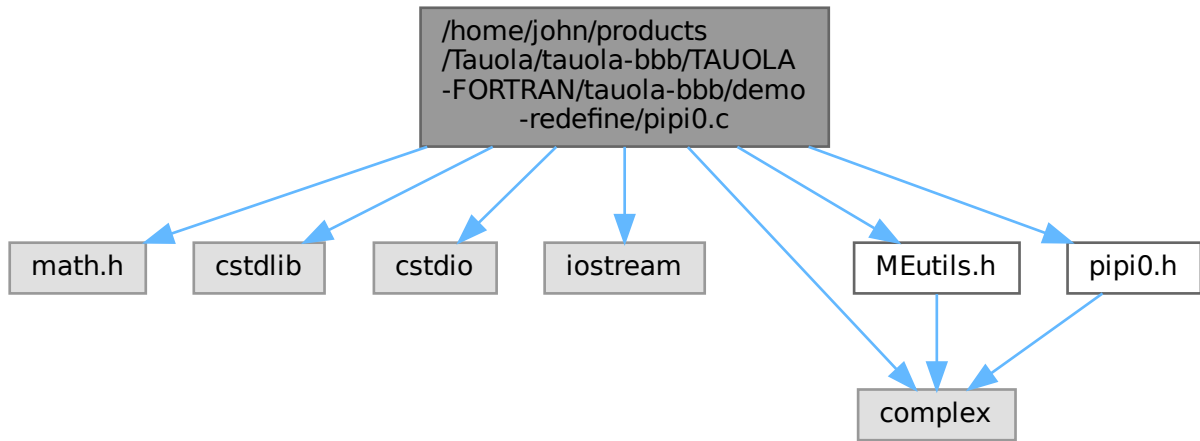 /home/john/products
/Tauola/tauola-bbb/TAUOLA
-FORTRAN/tauola-bbb/demo
-redefine/pipi0.c
math.h
cstdlib
cstdio
iostream
MEutils.h
pipi0.h
complex